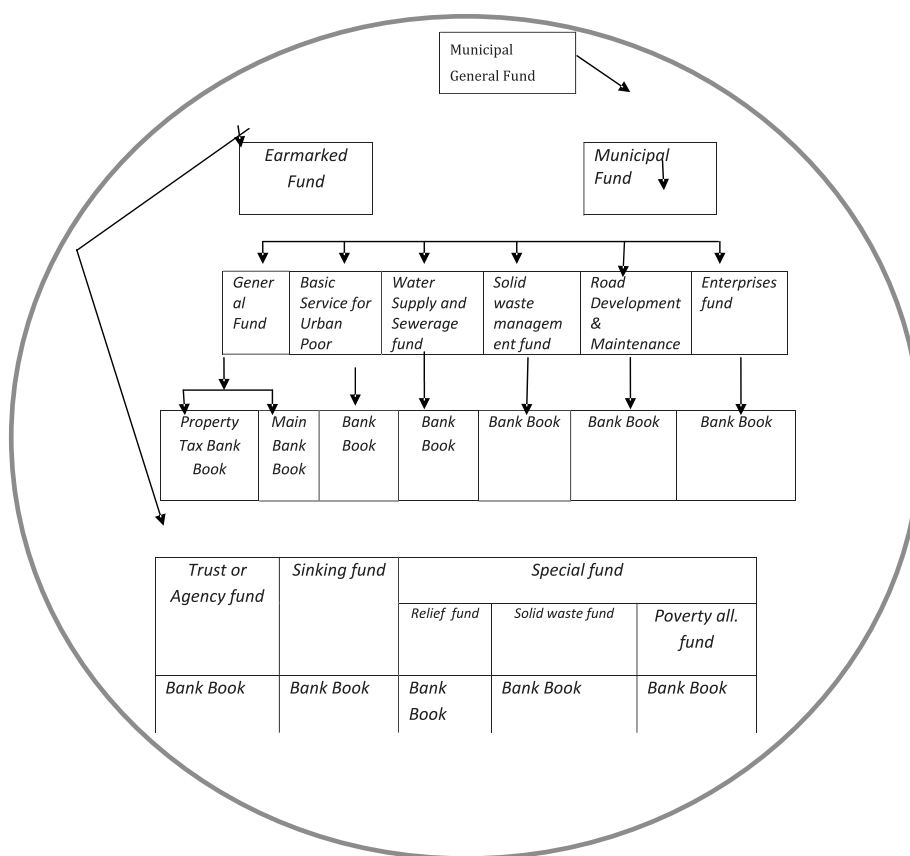 Municipal
General Fund
Earmarked
Fund
Municipal
Fund
Gener
al
Fund
Basic
Service for
Urban
Poor
Water
Supply and
Sewerage
fund
Solid
waste
managem
ent fund
Road
Development
&
Maintenance
Enterprises
fund
Property
Tax Bank
Book
Main
Bank
Book
Bank
Book
Bank
Book
Bank Book
Bank Book
Bank Book
Trust or
Agency fund
Sinking fund
Special fund
Relief fund
Solid waste fund
Poverty all.
fund
Bank Book
Bank Book
Bank
Book
Bank Book
Bank Book